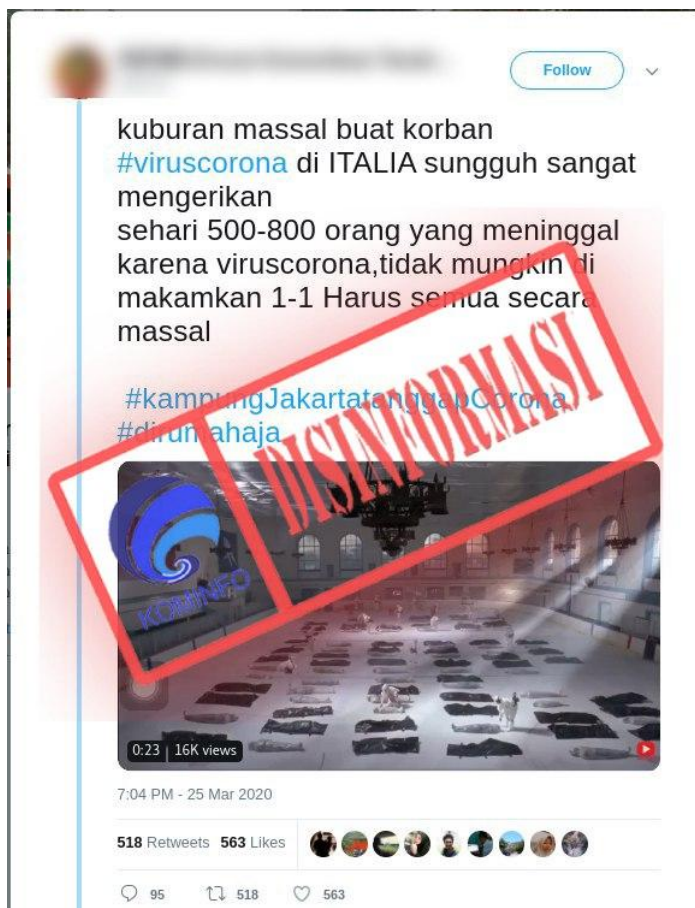 Follow
kuburan massal buat korban
#viruscorona di ITALIA sungguh sangat
mengerikan
sehari 500-800 orang yang meninggal
karena viruscorona,tidak mungkin di
makamkan 1-1 Harus semua secara
massal
#kampungJakartatanggapCorona
#dirumahaja
DISINFORMASI
KOMINFO
0:23 | 16K views
7:04 PM - 25 Mar 2020
518 Retweets 563 Likes
95 518 563